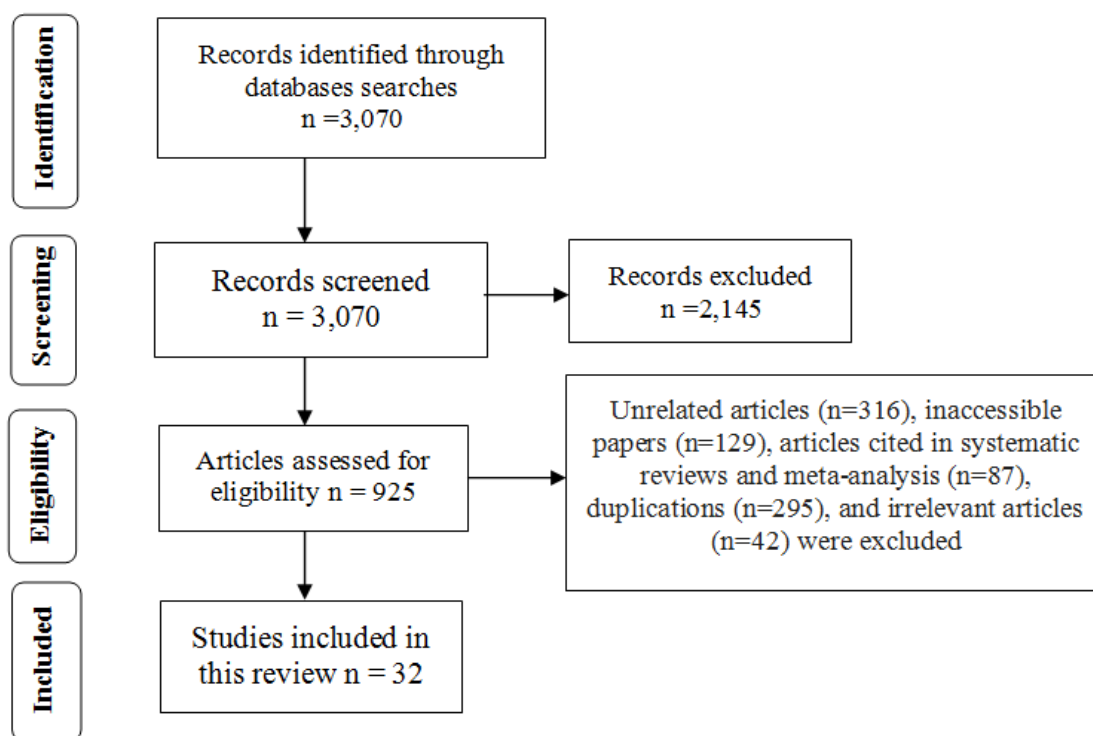 Identification
Records identified through
databases searches
n =3,070
Screening
Records screened
n = 3,070
Records excluded
n =2,145
Eligibility
Articles assessed for
eligibility n = 925
Unrelated articles (n=316), inaccessible
papers (n=129), articles cited in systematic
reviews and meta-analysis (n=87),
duplications (n=295), and irrelevant articles
(n=42) were excluded
Included
Studies included in
this review n = 32